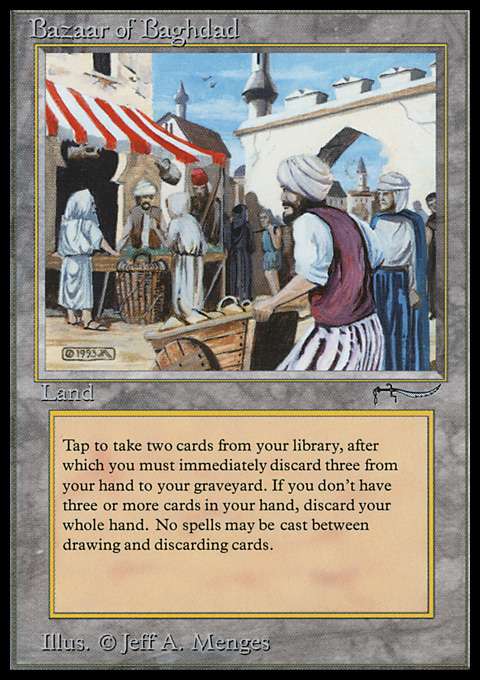 Bazaar of Baghdad
© 1993
Land
Tap to take two cards from your library, after
which you must immediately discard three from
your hand to your graveyard. If you don't have
three or more cards in your hand, discard your
whole hand. No spells may be cast between
drawing and discarding cards.
Illus. © Jeff A. Menges